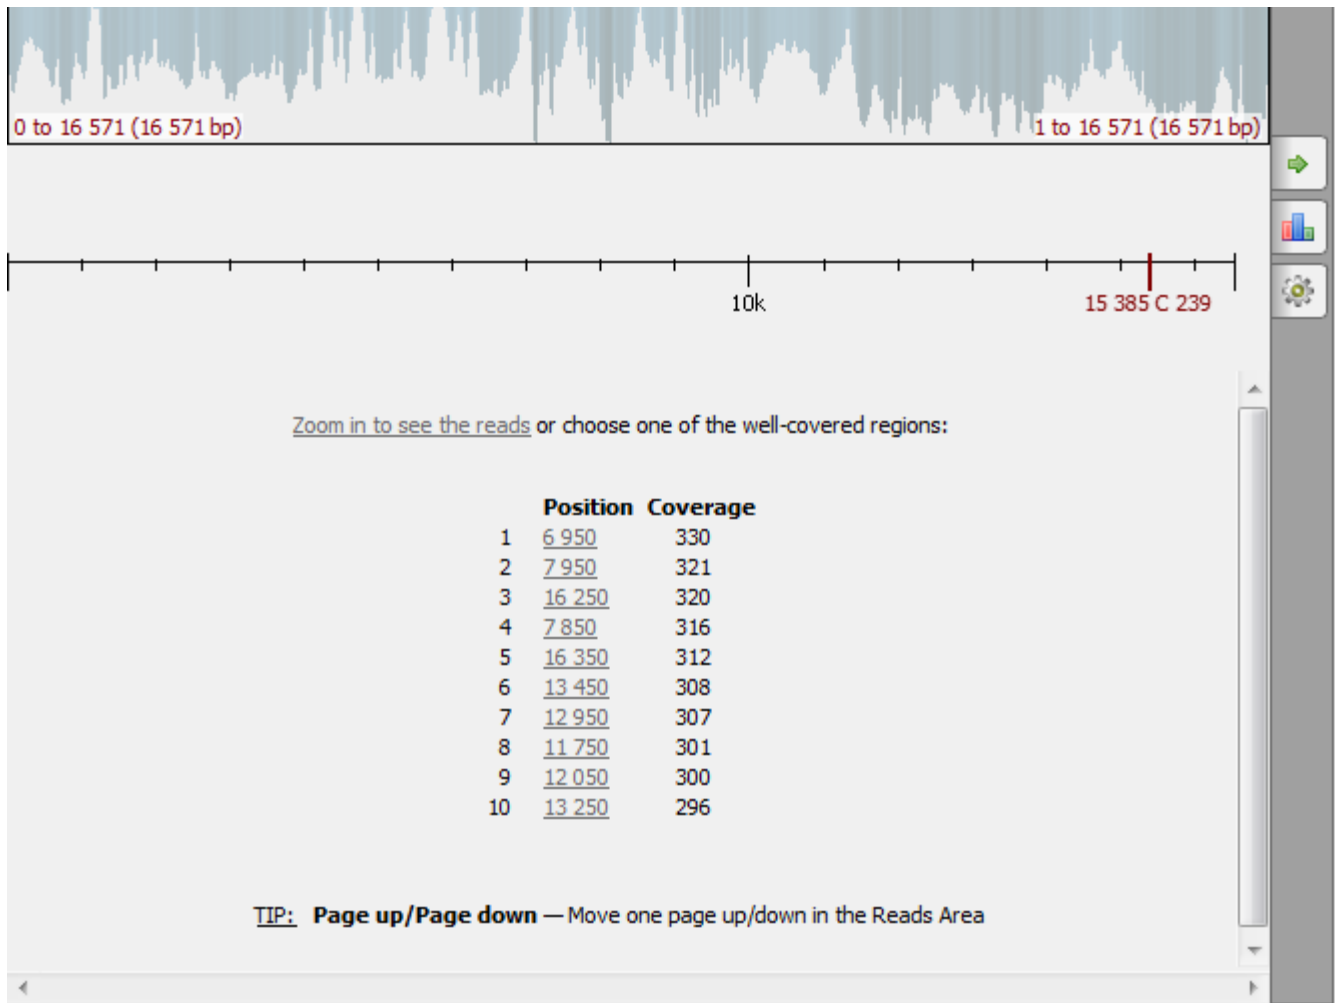 0 to 16 571 (16 571 bp) 1 to 16 571 (16 571 bp)
10k 15 385 C 239
Zoom in to see the reads or choose one of the well-covered regions:
Position Coverage
1 6 950 330
2 7 950 321
3 16 250 320
4 7 850 316
5 16 350 312
6 13 450 308
7 12 950 307
8 11 750 301
9 12 050 300
10 13 250 296
TIP: Page up/Page down — Move one page up/down in the Reads Area